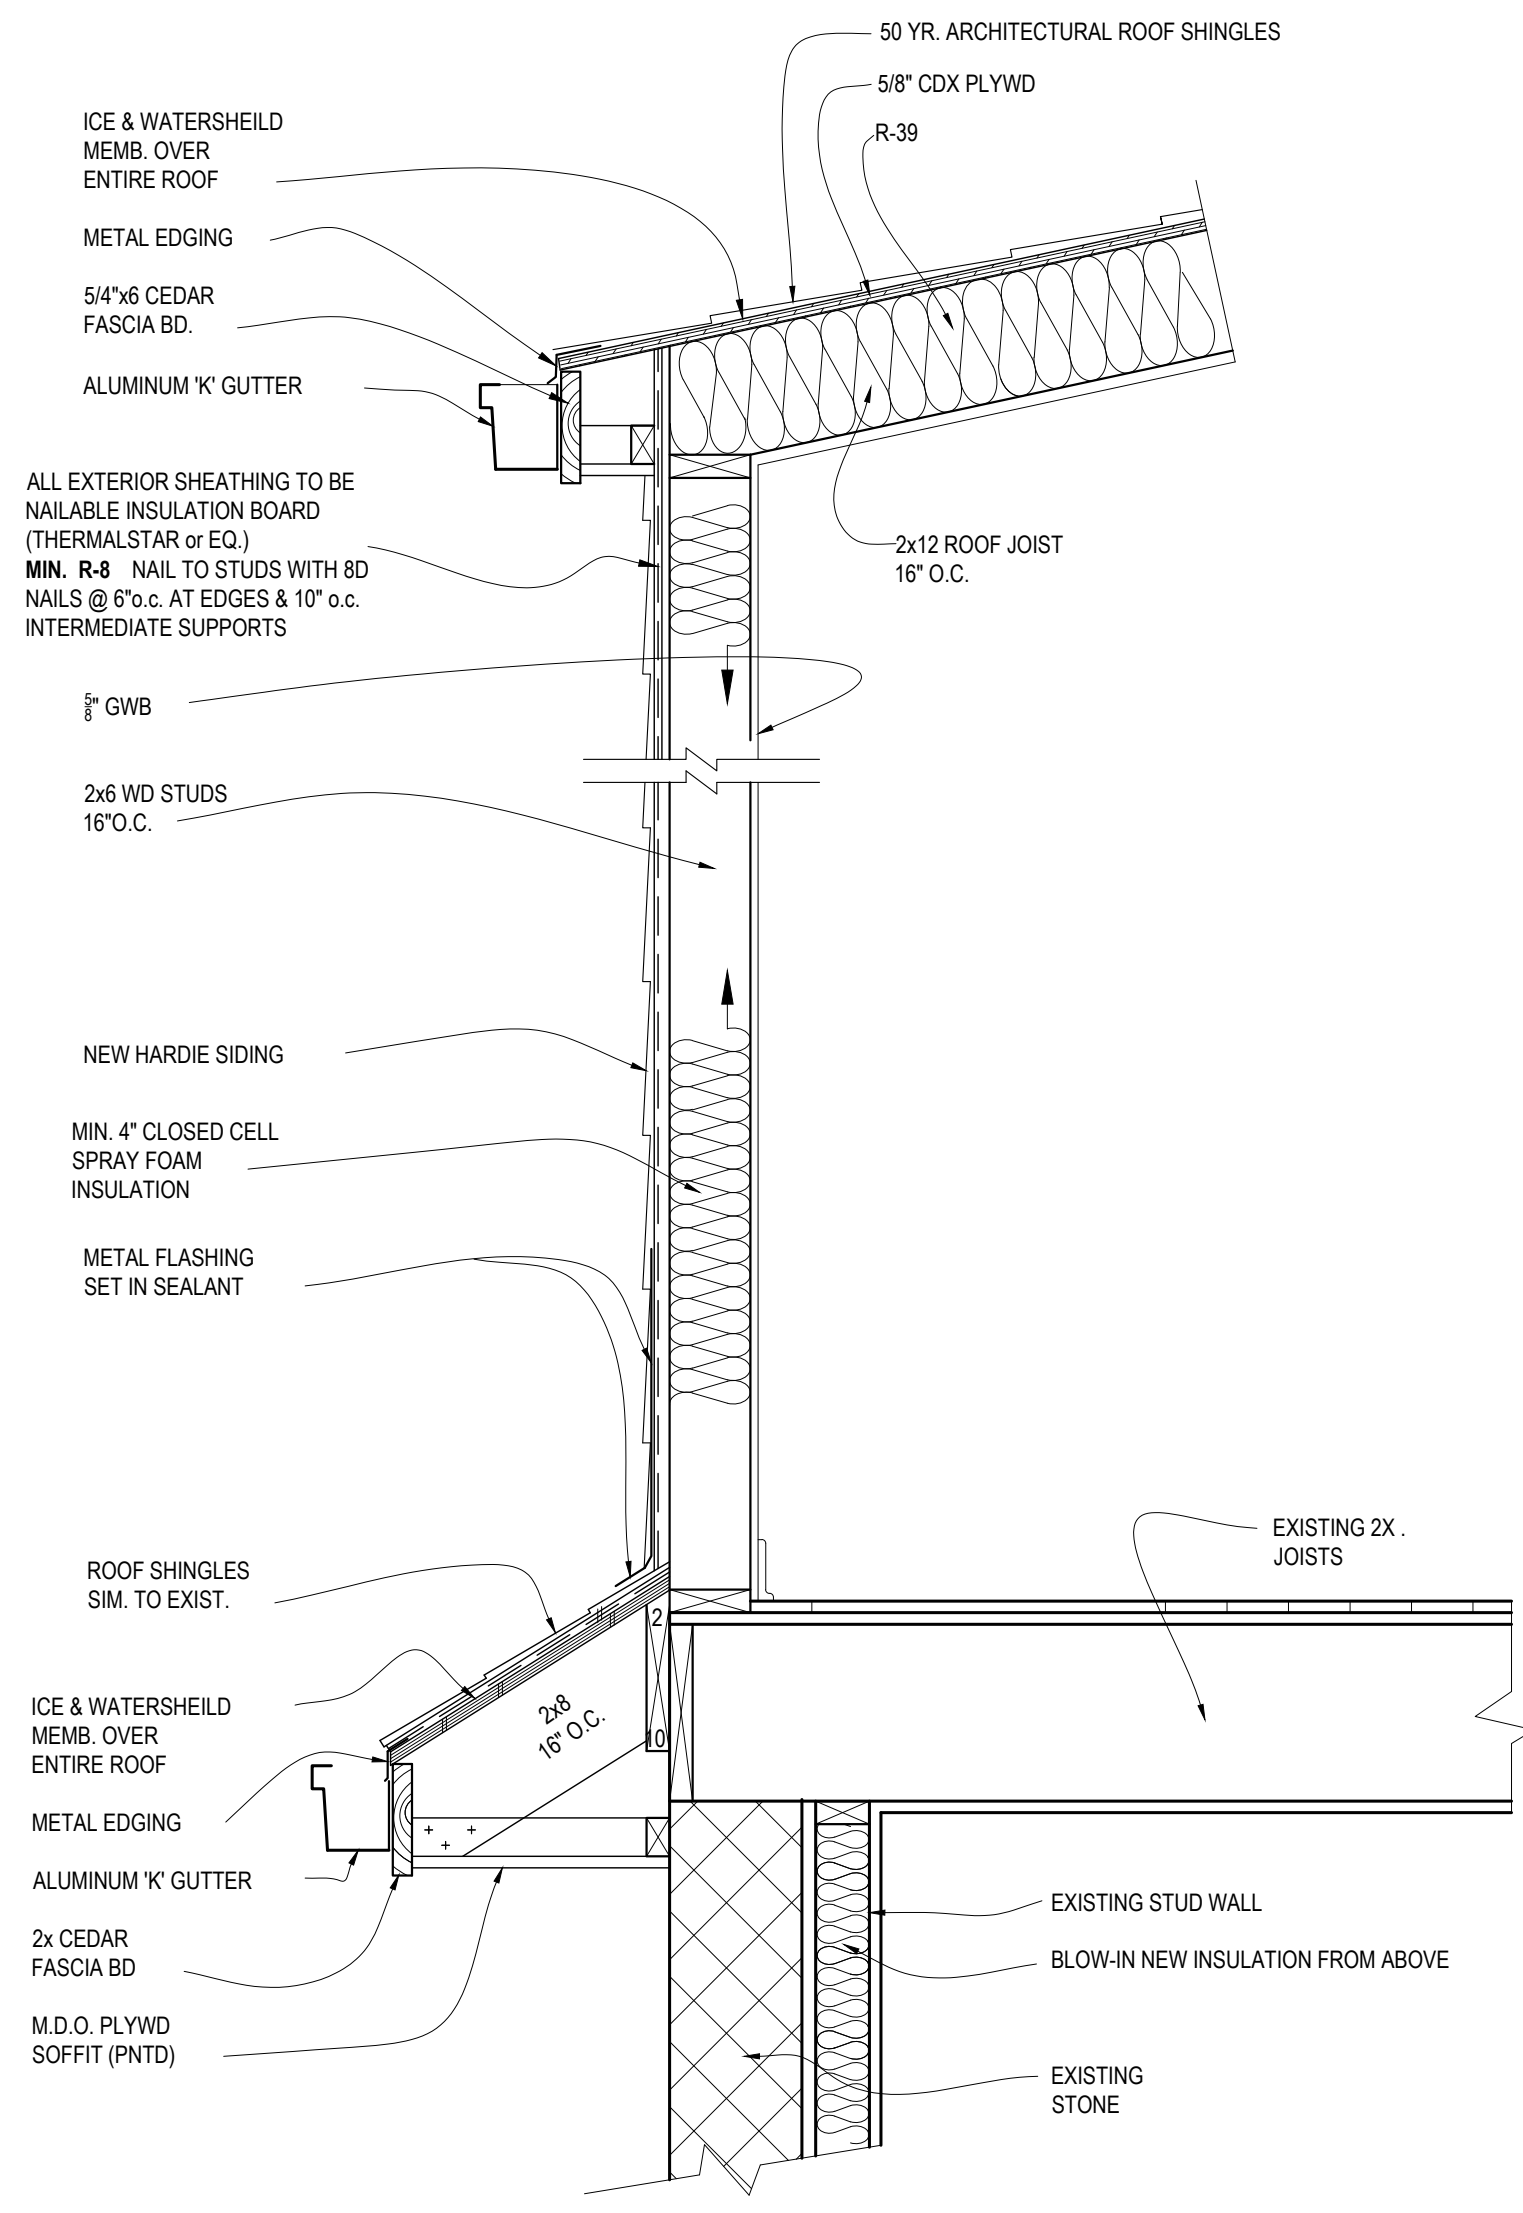 50 YR. ARCHITECTURAL ROOF SHINGLES
5/8" CDX PLYWD
R-39
ICE & WATERSHEILD
MEMB. OVER
ENTIRE ROOF
METAL EDGING
5/4"x6 CEDAR
FASCIA BD.
ALUMINUM 'K' GUTTER
ALL EXTERIOR SHEATHING TO BE
NAILABLE INSULATION BOARD
(THERMALSTAR or EQ.)
MIN. R-8 NAIL TO STUDS WITH 8D
NAILS @ 6"o.c. AT EDGES & 10" o.c.
INTERMEDIATE SUPPORTS
2x12 ROOF JOIST
16" O.C.
5/8" GWB
2x6 WD STUDS
16"O.C.
NEW HARDIE SIDING
MIN. 4" CLOSED CELL
SPRAY FOAM
INSULATION
METAL FLASHING
SET IN SEALANT
EXISTING 2X .
JOISTS
ROOF SHINGLES
SIM. TO EXIST.
2
10
2x8
16" O.C.
ICE & WATERSHEILD
MEMB. OVER
ENTIRE ROOF
METAL EDGING
ALUMINUM 'K' GUTTER
2x CEDAR
FASCIA BD
M.D.O. PLYWD
SOFFIT (PNTD)
EXISTING STUD WALL
BLOW-IN NEW INSULATION FROM ABOVE
EXISTING
STONE